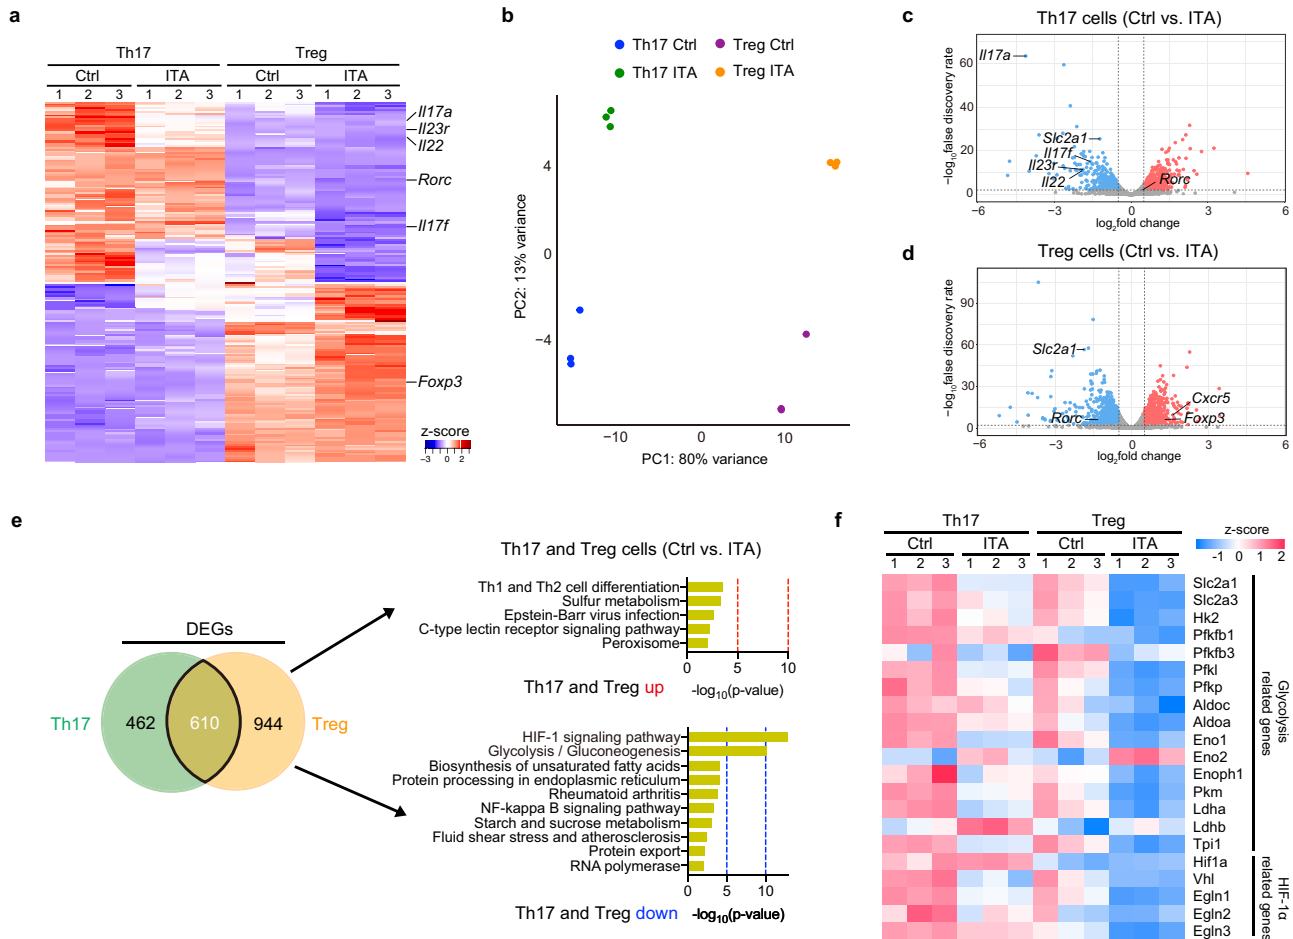 a
Th17 Treg
Ctrl ITA Ctrl ITA
1 2 3 1 2 3 1 2 3 1 2 3
Il17a
Il23r
Il22
Rorc
Il17f
Foxp3
z-score
−3 0 2
b
Th17 Ctrl Treg Ctrl
Th17 ITA Treg ITA
PC2: 13% variance
4
0
−4
−10 0 10
PC1: 80% variance
c
Th17 cells (Ctrl vs. ITA)
−log10false discovery rate
60
40
20
0
Il17a
Slc2a1
Il17f
Il23r
Il22
Rorc
−6 −3 0 3 6
log2fold change
d
Treg cells (Ctrl vs. ITA)
−log10false discovery rate
90
60
30
0
Slc2a1
Cxcr5
Rorc
Foxp3
−6 −3 0 3 6
log2fold change
e
DEGs
Th17 462 610 944 Treg
Th17 and Treg cells (Ctrl vs. ITA)
Th1 and Th2 cell differentiation
Sulfur metabolism
Epstein-Barr virus infection
C-type lectin receptor signaling pathway
Peroxisome
0 5 10
Th17 and Treg up -log10(p-value)
HIF-1 signaling pathway
Glycolysis / Gluconeogenesis
Biosynthesis of unsaturated fatty acids
Protein processing in endoplasmic reticulum
Rheumatoid arthritis
NF-kappa B signaling pathway
Starch and sucrose metabolism
Fluid shear stress and atherosclerosis
Protein export
RNA polymerase
0 5 10
Th17 and Treg down -log10(p-value)
f
Th17 Treg
Ctrl ITA Ctrl ITA
1 2 3 1 2 3 1 2 3 1 2 3
z-score
-1 0 1 2
Slc2a1
Slc2a3
Hk2
Pfkfb1
Pfkfb3
Pfkl
Pfkp
Aldoc
Aldoa
Eno1
Eno2
Enoph1
Pkm
Ldha
Ldhb
Tpi1
Hif1a
Vhl
Egln1
Egln2
Egln3
Glycolysis
related genes
HIF-1α
related genes